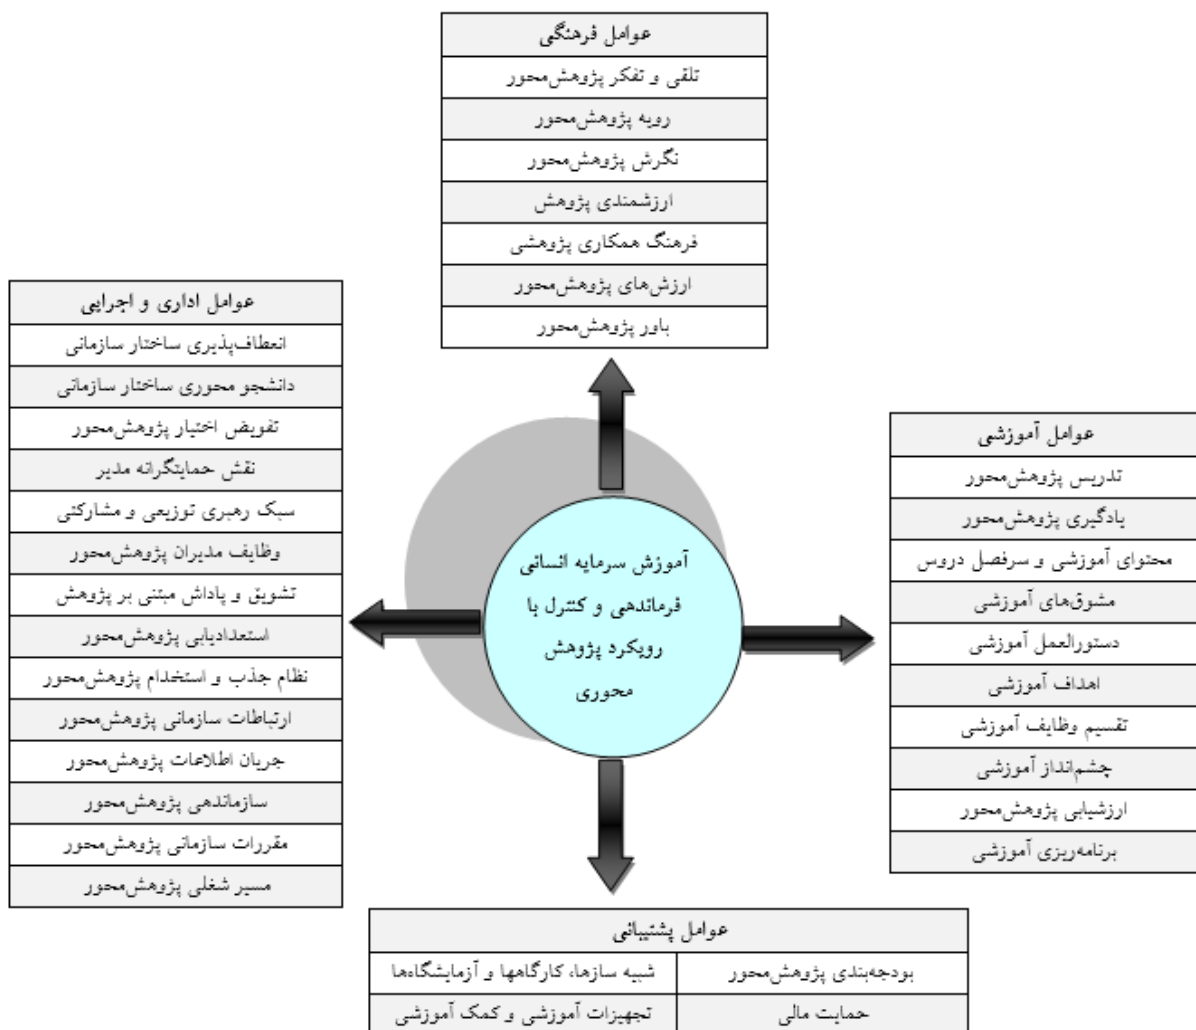 عوامل فرهنگی
تلقی و تفکر پژوهش‌محور
رویه پژوهش‌محور
نگرش پژوهش‌محور
ارزشمندی پژوهش
فرهنگ همکاری پژوهشی
ارزش‌های پژوهش‌محور
باور پژوهش‌محور
عوامل آموزشی
تدریس پژوهش‌محور
یادگیری پژوهش‌محور
محتوای آموزشی و سرفصل دروس
مشوق‌های آموزشی
دستورالعمل آموزشی
اهداف آموزشی
تقسیم وظایف آموزشی
چشم‌انداز آموزشی
ارزشیابی پژوهش‌محور
برنامه‌ریزی آموزشی
آموزش سرمایه انسانی
فرماندهی و کنترل با
رویکرد پژوهش
محوری
عوامل اداری و اجرایی
انعطاف‌پذیری ساختار سازمانی
دانشجو محوری ساختار سازمانی
تفویض اختیار پژوهش‌محور
نقش حمایتگرانه مدیر
سبک رهبری توزیعی و مشارکتی
وظایف مدیران پژوهش‌محور
تشویق و پاداش مبتنی بر پژوهش
استعدادیابی پژوهش‌محور
نظام جذب و استخدام پژوهش‌محور
ارتباطات سازمانی پژوهش‌محور
جریان اطلاعات پژوهش‌محور
سازماندهی پژوهش‌محور
مقررات سازمانی پژوهش‌محور
مسیر شغلی پژوهش‌محور
عوامل پشتیبانی
بودجه‌بندی پژوهش‌محور
شبیه سازها، کارگاهها و آزمایشگاه‌ها
حمایت مالی
تجهیزات آموزشی و کمک آموزشی